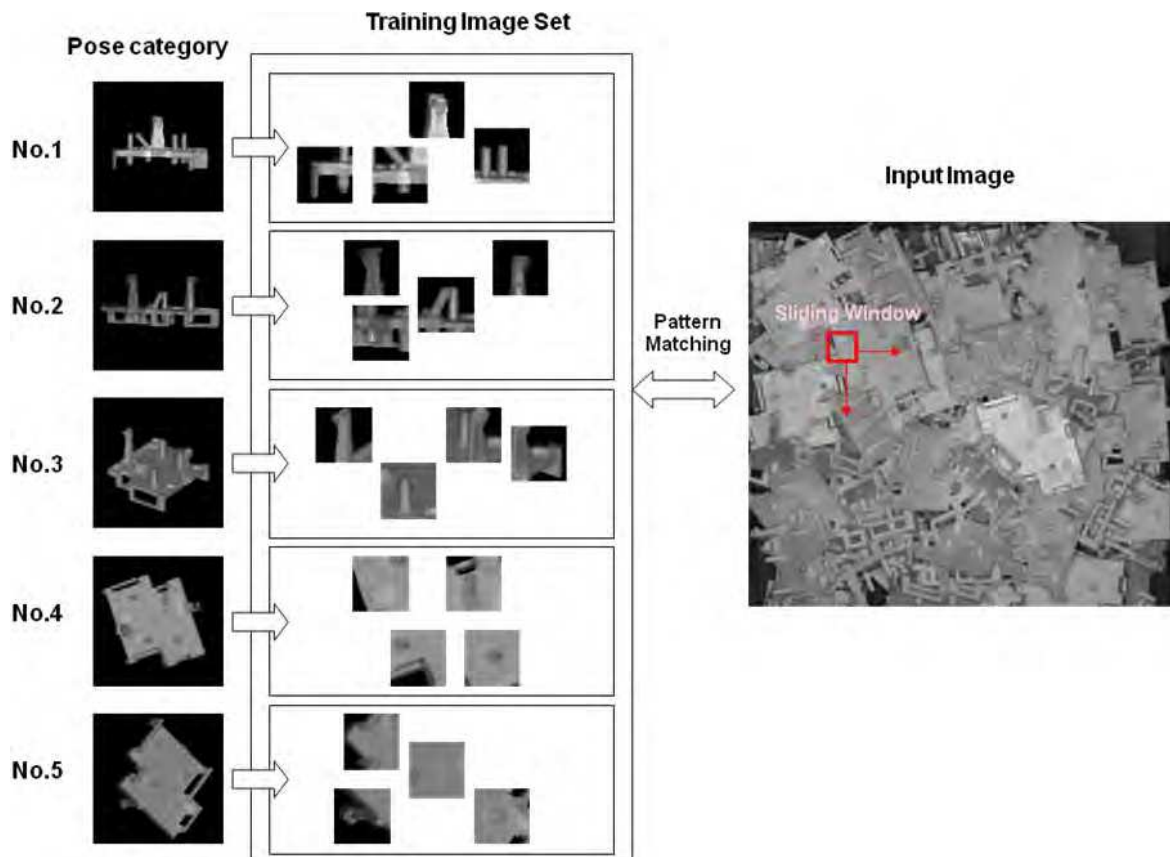 Training Image Set
Pose category
No.1
No.2
No.3
No.4
No.5
Pattern
Matching
Input Image
Sliding Window